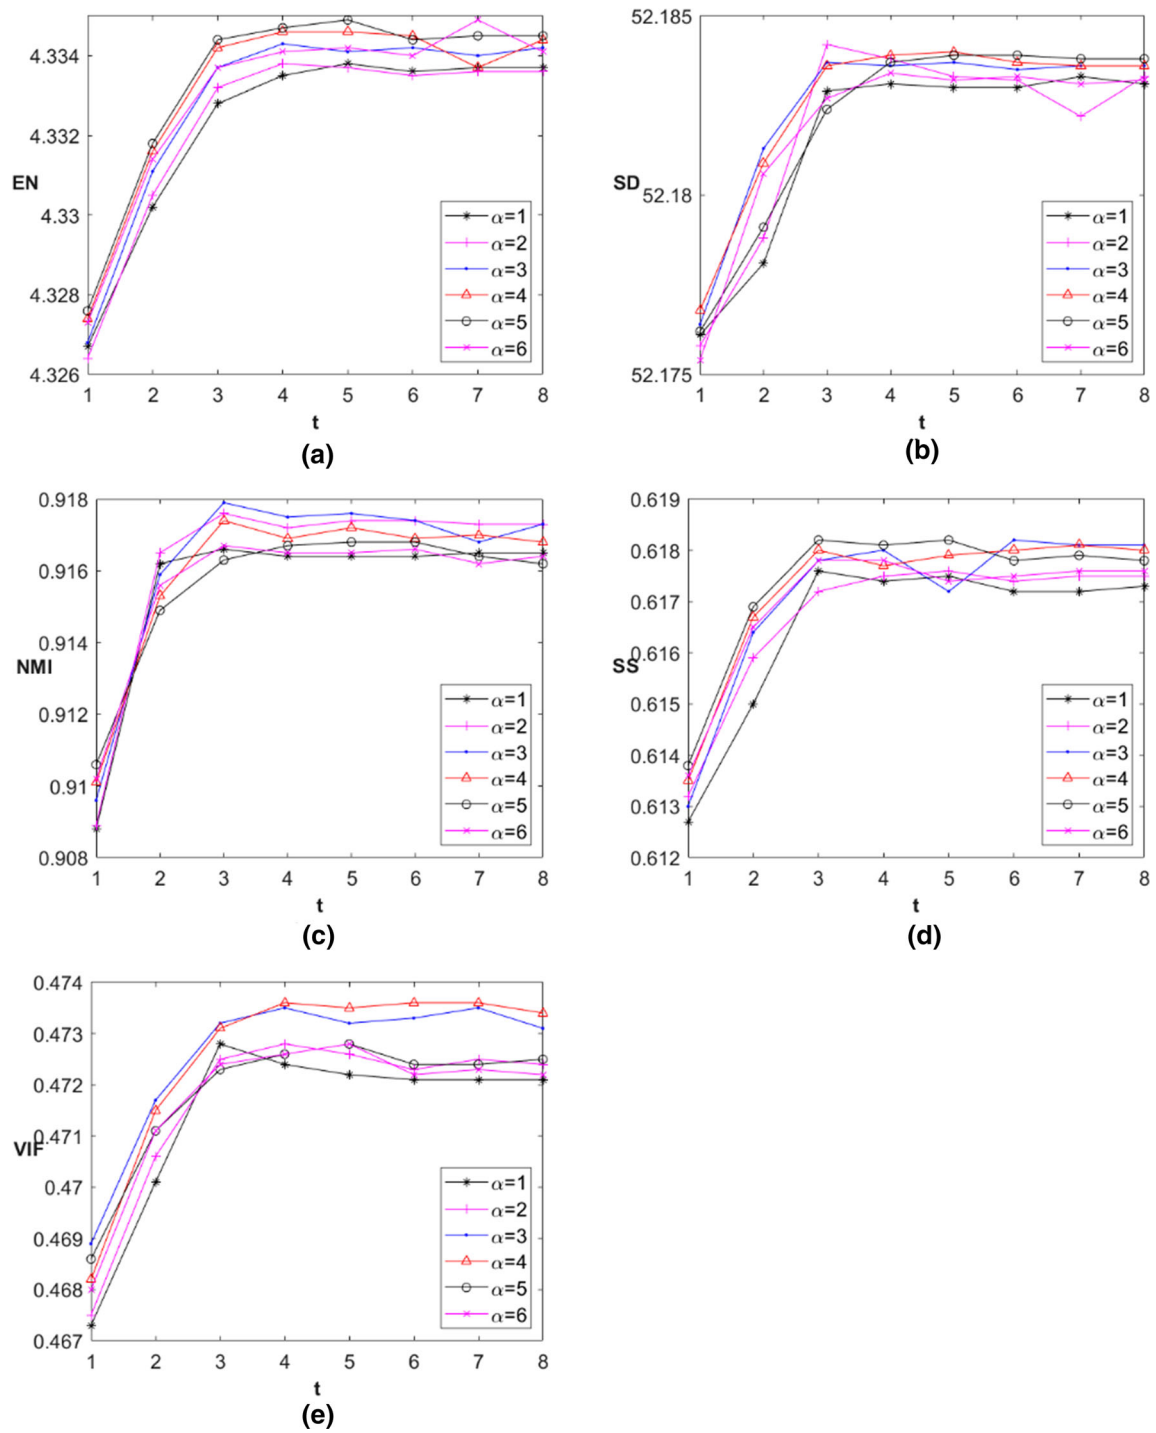 4.334
4.332
EN
4.33
4.328
4.326
α=1
α=2
α=3
α=4
α=5
α=6
1 2 3 4 5 6 7 8
t
(a)
52.185
SD
52.18
52.175
α=1
α=2
α=3
α=4
α=5
α=6
1 2 3 4 5 6 7 8
t
(b)
0.918
0.916
0.914
NMI
0.912
0.91
0.908
α=1
α=2
α=3
α=4
α=5
α=6
1 2 3 4 5 6 7 8
t
(c)
0.619
0.618
0.617
0.616
SS
0.615
0.614
0.613
0.612
α=1
α=2
α=3
α=4
α=5
α=6
1 2 3 4 5 6 7 8
t
(d)
0.474
0.473
0.472
0.471
VIF
0.47
0.469
0.468
0.467
α=1
α=2
α=3
α=4
α=5
α=6
1 2 3 4 5 6 7 8
t
(e)